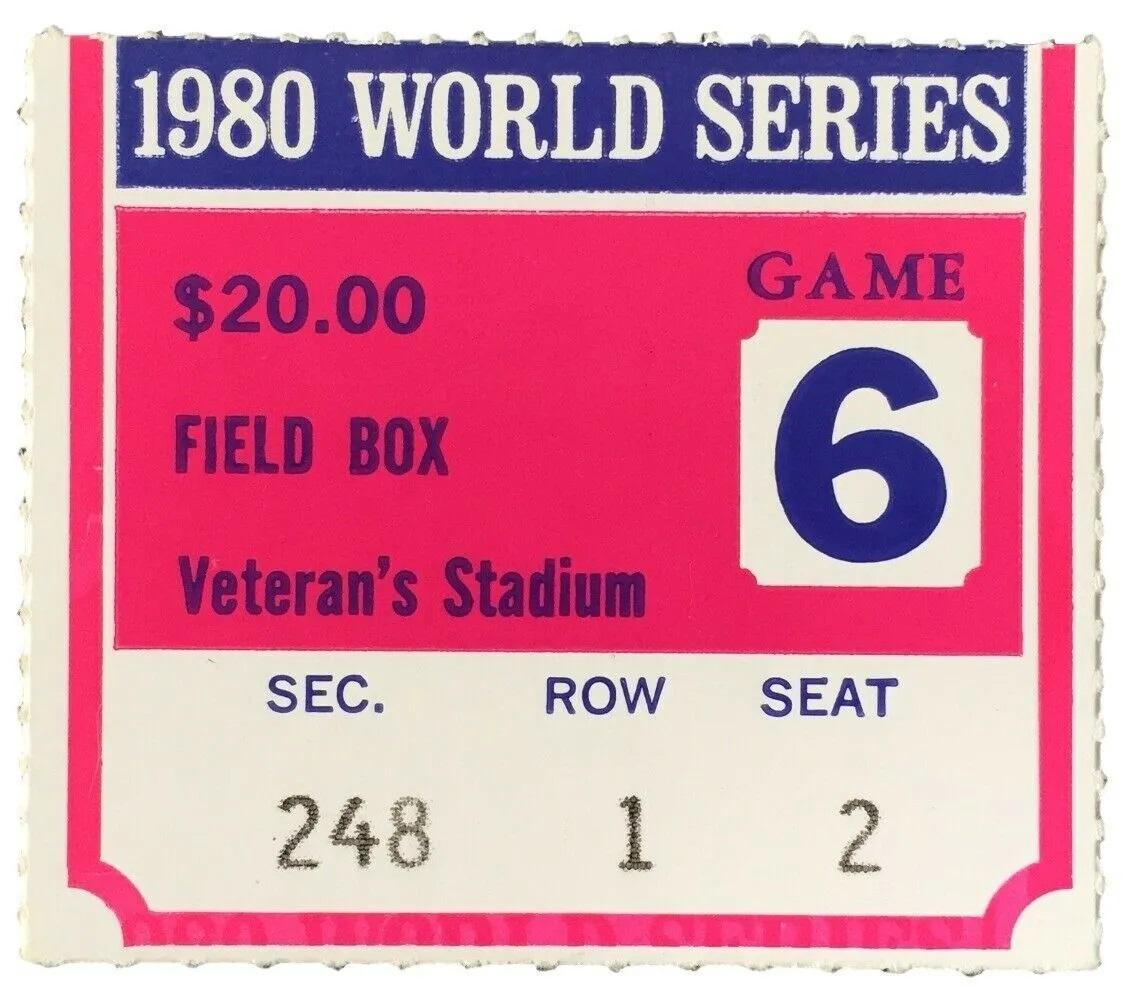 1980 WORLD SERIES
$20.00
GAME
6
FIELD BOX
Veteran's Stadium
SEC. ROW SEAT
248 1 2